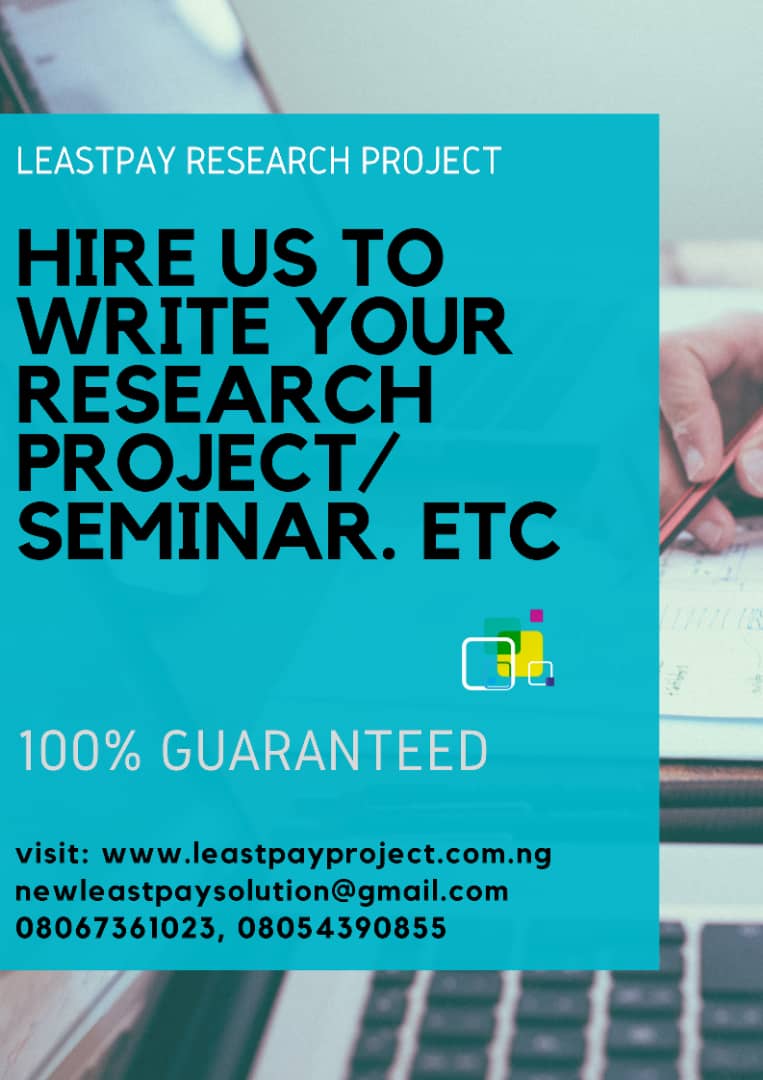 LEASTPAY RESEARCH PROJECT
HIRE US TO
WRITE YOUR
RESEARCH
PROJECT/
SEMINAR. ETC
100% GUARANTEED
visit: www.leastpayproject.com.ng
newleastpaysolution@gmail.com
08067361023, 08054390855